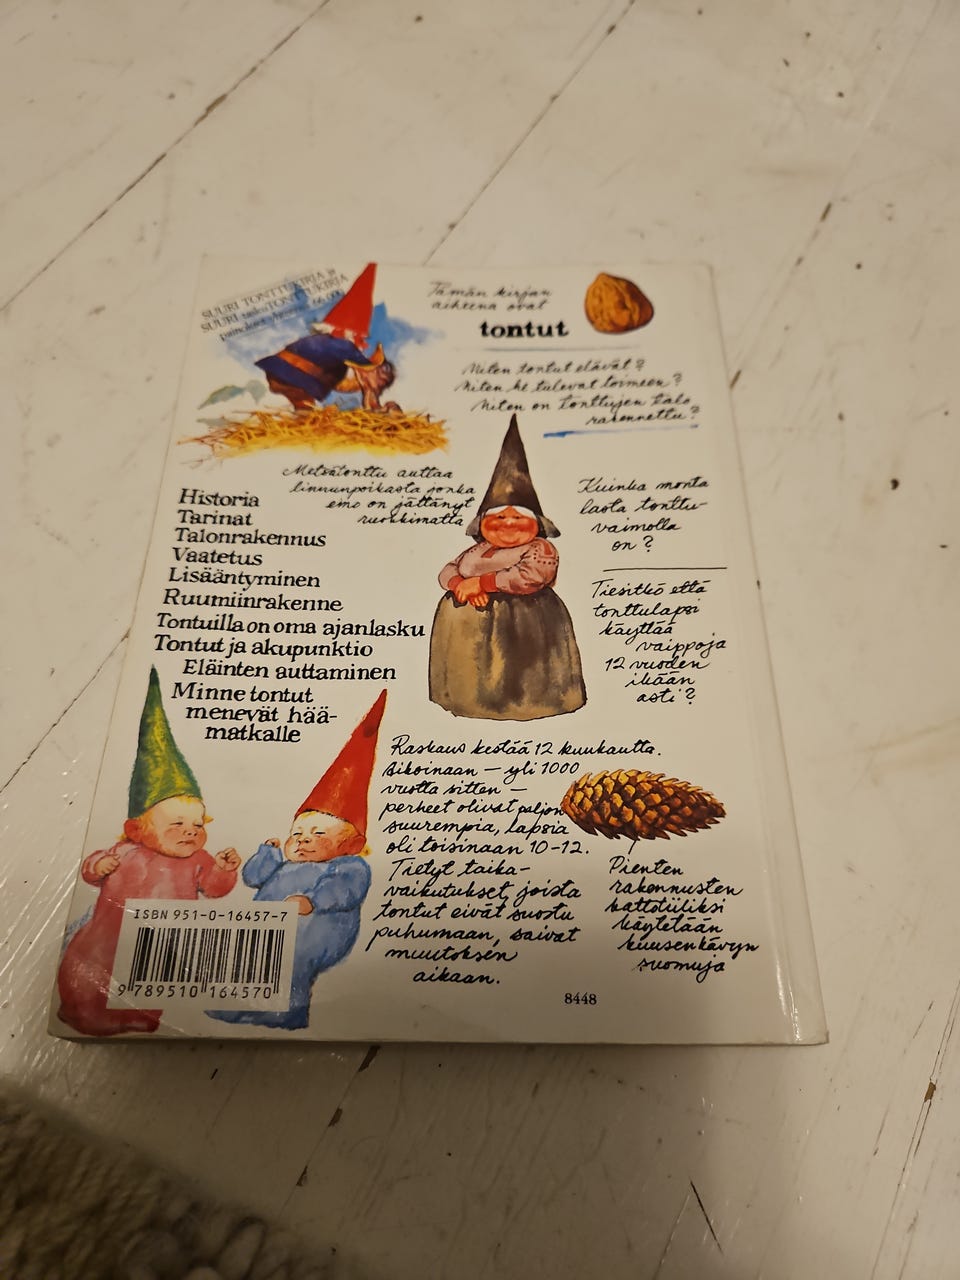 SUURI TONTTUKIRJA ja
SUURI TONTTUKIRJA
Tämän kirjan
aiheena ovat
tontut
Miten tontut elävät?
Miten he tulevat toimeen?
Miten on tonttujen talo
rakennettu?
Metsätonttu auttaa
linnunpoikasta jonka
emo on jättänyt
ruokkimatta
Historia
Tarinat
Talonrakennus
Vaatetus
Lisääntyminen
Ruumiinrakenne
Tontuilla on oma ajanlasku
Tontut ja akupunktio
Eläinten auttaminen
Minne tontut
menevät hää-
matkalle
Kuinka monta
lasta tonttu-
vaimolla
on?
Tiesitkö että
tonttulapsi
käyttää
vaippoja
12 vuoden
ikään
asti?
Raskaus kestää 12 kuukautta.
Aikoinaan – yli 1000
vuotta sitten –
perheet olivat paljon
suurempia, lapsia
oli toisinaan 10-12.
Tietyt taika-
vaikutukset, joista
tontut eivät suostu
puhumaan, saivat
muutoksen
aikaan.
Pienten
rakennusten
kattotiiliksi
käytetään
kuusenkävyn
suomuja
ISBN 951-0-16457-7
9 789510 164570
8448